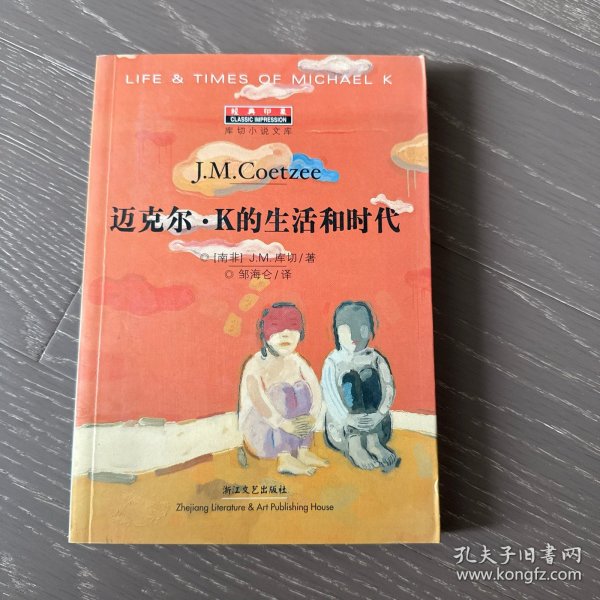 LIFE & TIMES OF MICHAEL K
经典印象
CLASSIC IMPRESSION
库切小说文库
J.M.Coetzee
迈克尔·K的生活和时代
◎ [南非] J.M.库切/著
◎ 邹海仑/译
浙江文艺出版社
Zhejiang Literature & Art Publishing House
孔夫子旧书网
www.kongfz.com